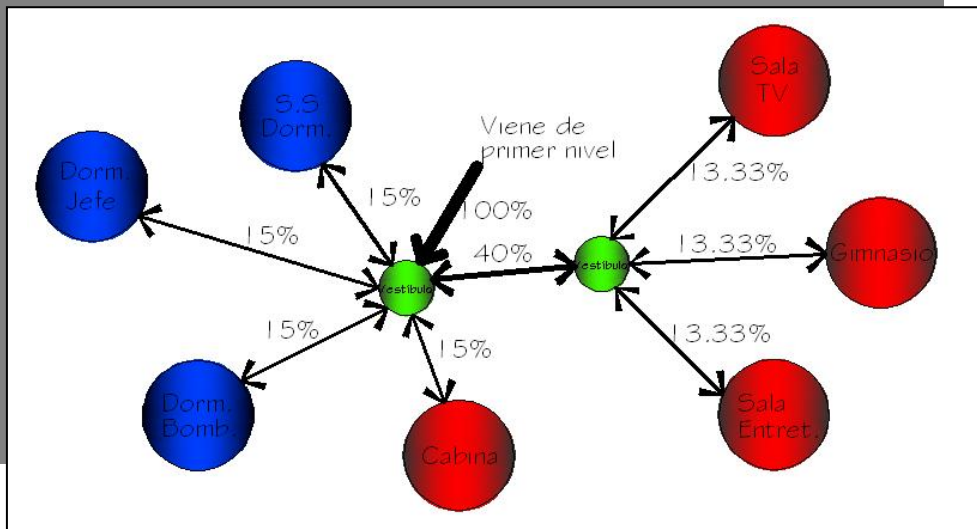 Sala
TV
S.S
Dorm.
Viene de
primer nivel
Dorm.
Jefe
13.33%
15%
100%
15%
40%
13.33%
Gimnasio
Vestibulo
Vestibulo
15%
15%
13.33%
Dorm.
Bomb.
Cabina
Sala
Entret.